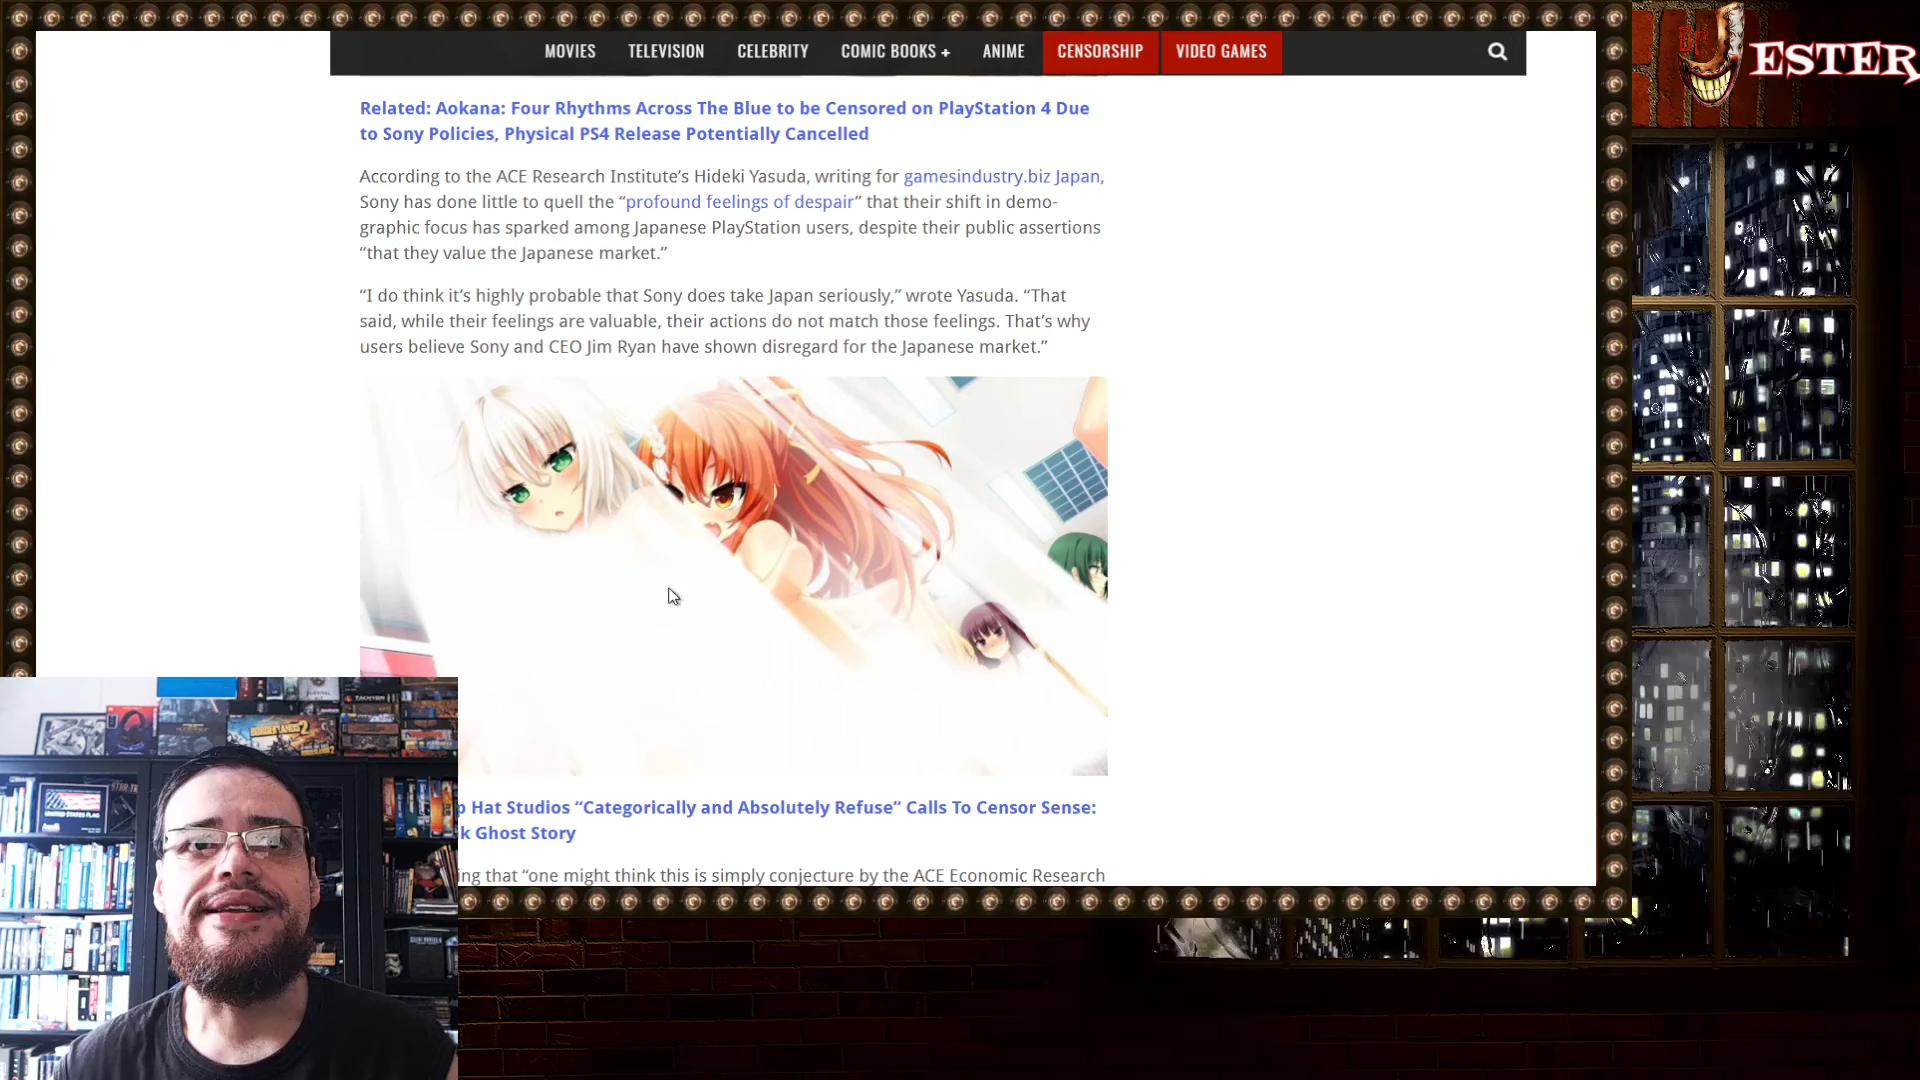 MOVIES TELEVISION CELEBRITY COMIC BOOKS + ANIME CENSORSHIP VIDEO GAMES
ESTER
Related: Aokana: Four Rhythms Across The Blue to be Censored on PlayStation 4 Due
to Sony Policies, Physical PS4 Release Potentially Cancelled
According to the ACE Research Institute’s Hideki Yasuda, writing for gamesindustry.biz Japan,
Sony has done little to quell the “profound feelings of despair” that their shift in demo-
graphic focus has sparked among Japanese PlayStation users, despite their public assertions
“that they value the Japanese market.”
“I do think it’s highly probable that Sony does take Japan seriously,” wrote Yasuda. “That
said, while their feelings are valuable, their actions do not match those feelings. That’s why
users believe Sony and CEO Jim Ryan have shown disregard for the Japanese market.”
p Hat Studios “Categorically and Absolutely Refuse” Calls To Censor Sense:
k Ghost Story
ing that “one might think this is simply conjecture by the ACE Economic Research
BORDERLANDS 2
UNITED STATES FLAG